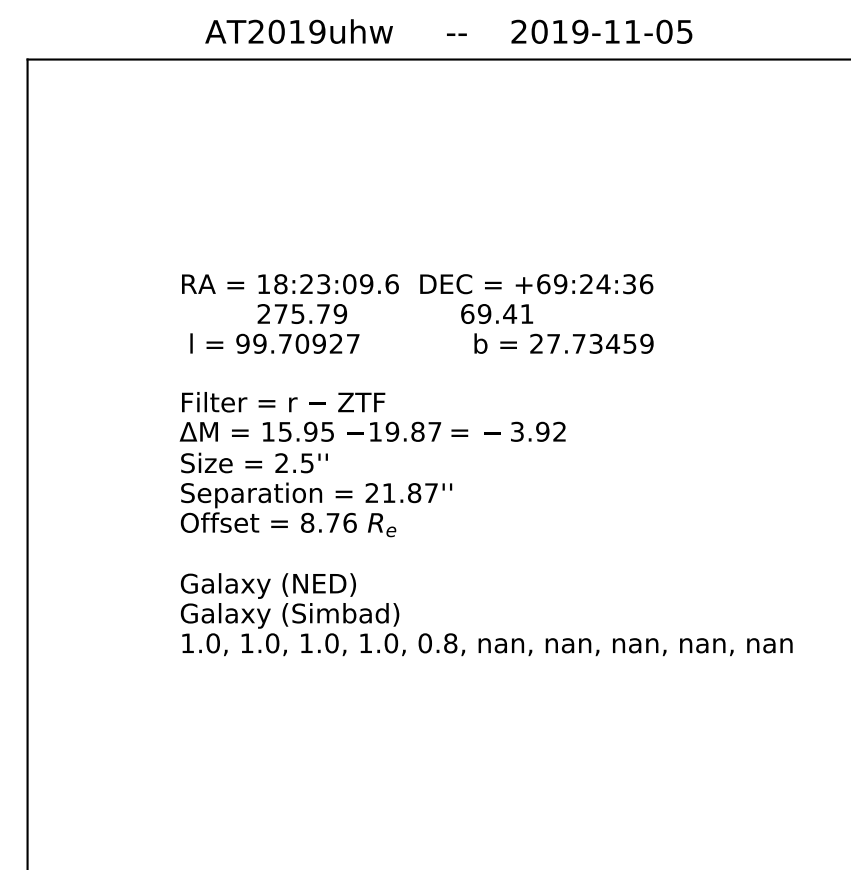 AT2019uhw -- 2019-11-05
RA = 18:23:09.6 DEC = +69:24:36
275.79 69.41
l = 99.70927 b = 27.73459
Filter = r − ZTF
ΔM = 15.95 −19.87 = − 3.92
Size = 2.5''
Separation = 21.87''
Offset = 8.76 Re
Galaxy (NED)
Galaxy (Simbad)
1.0, 1.0, 1.0, 1.0, 0.8, nan, nan, nan, nan, nan